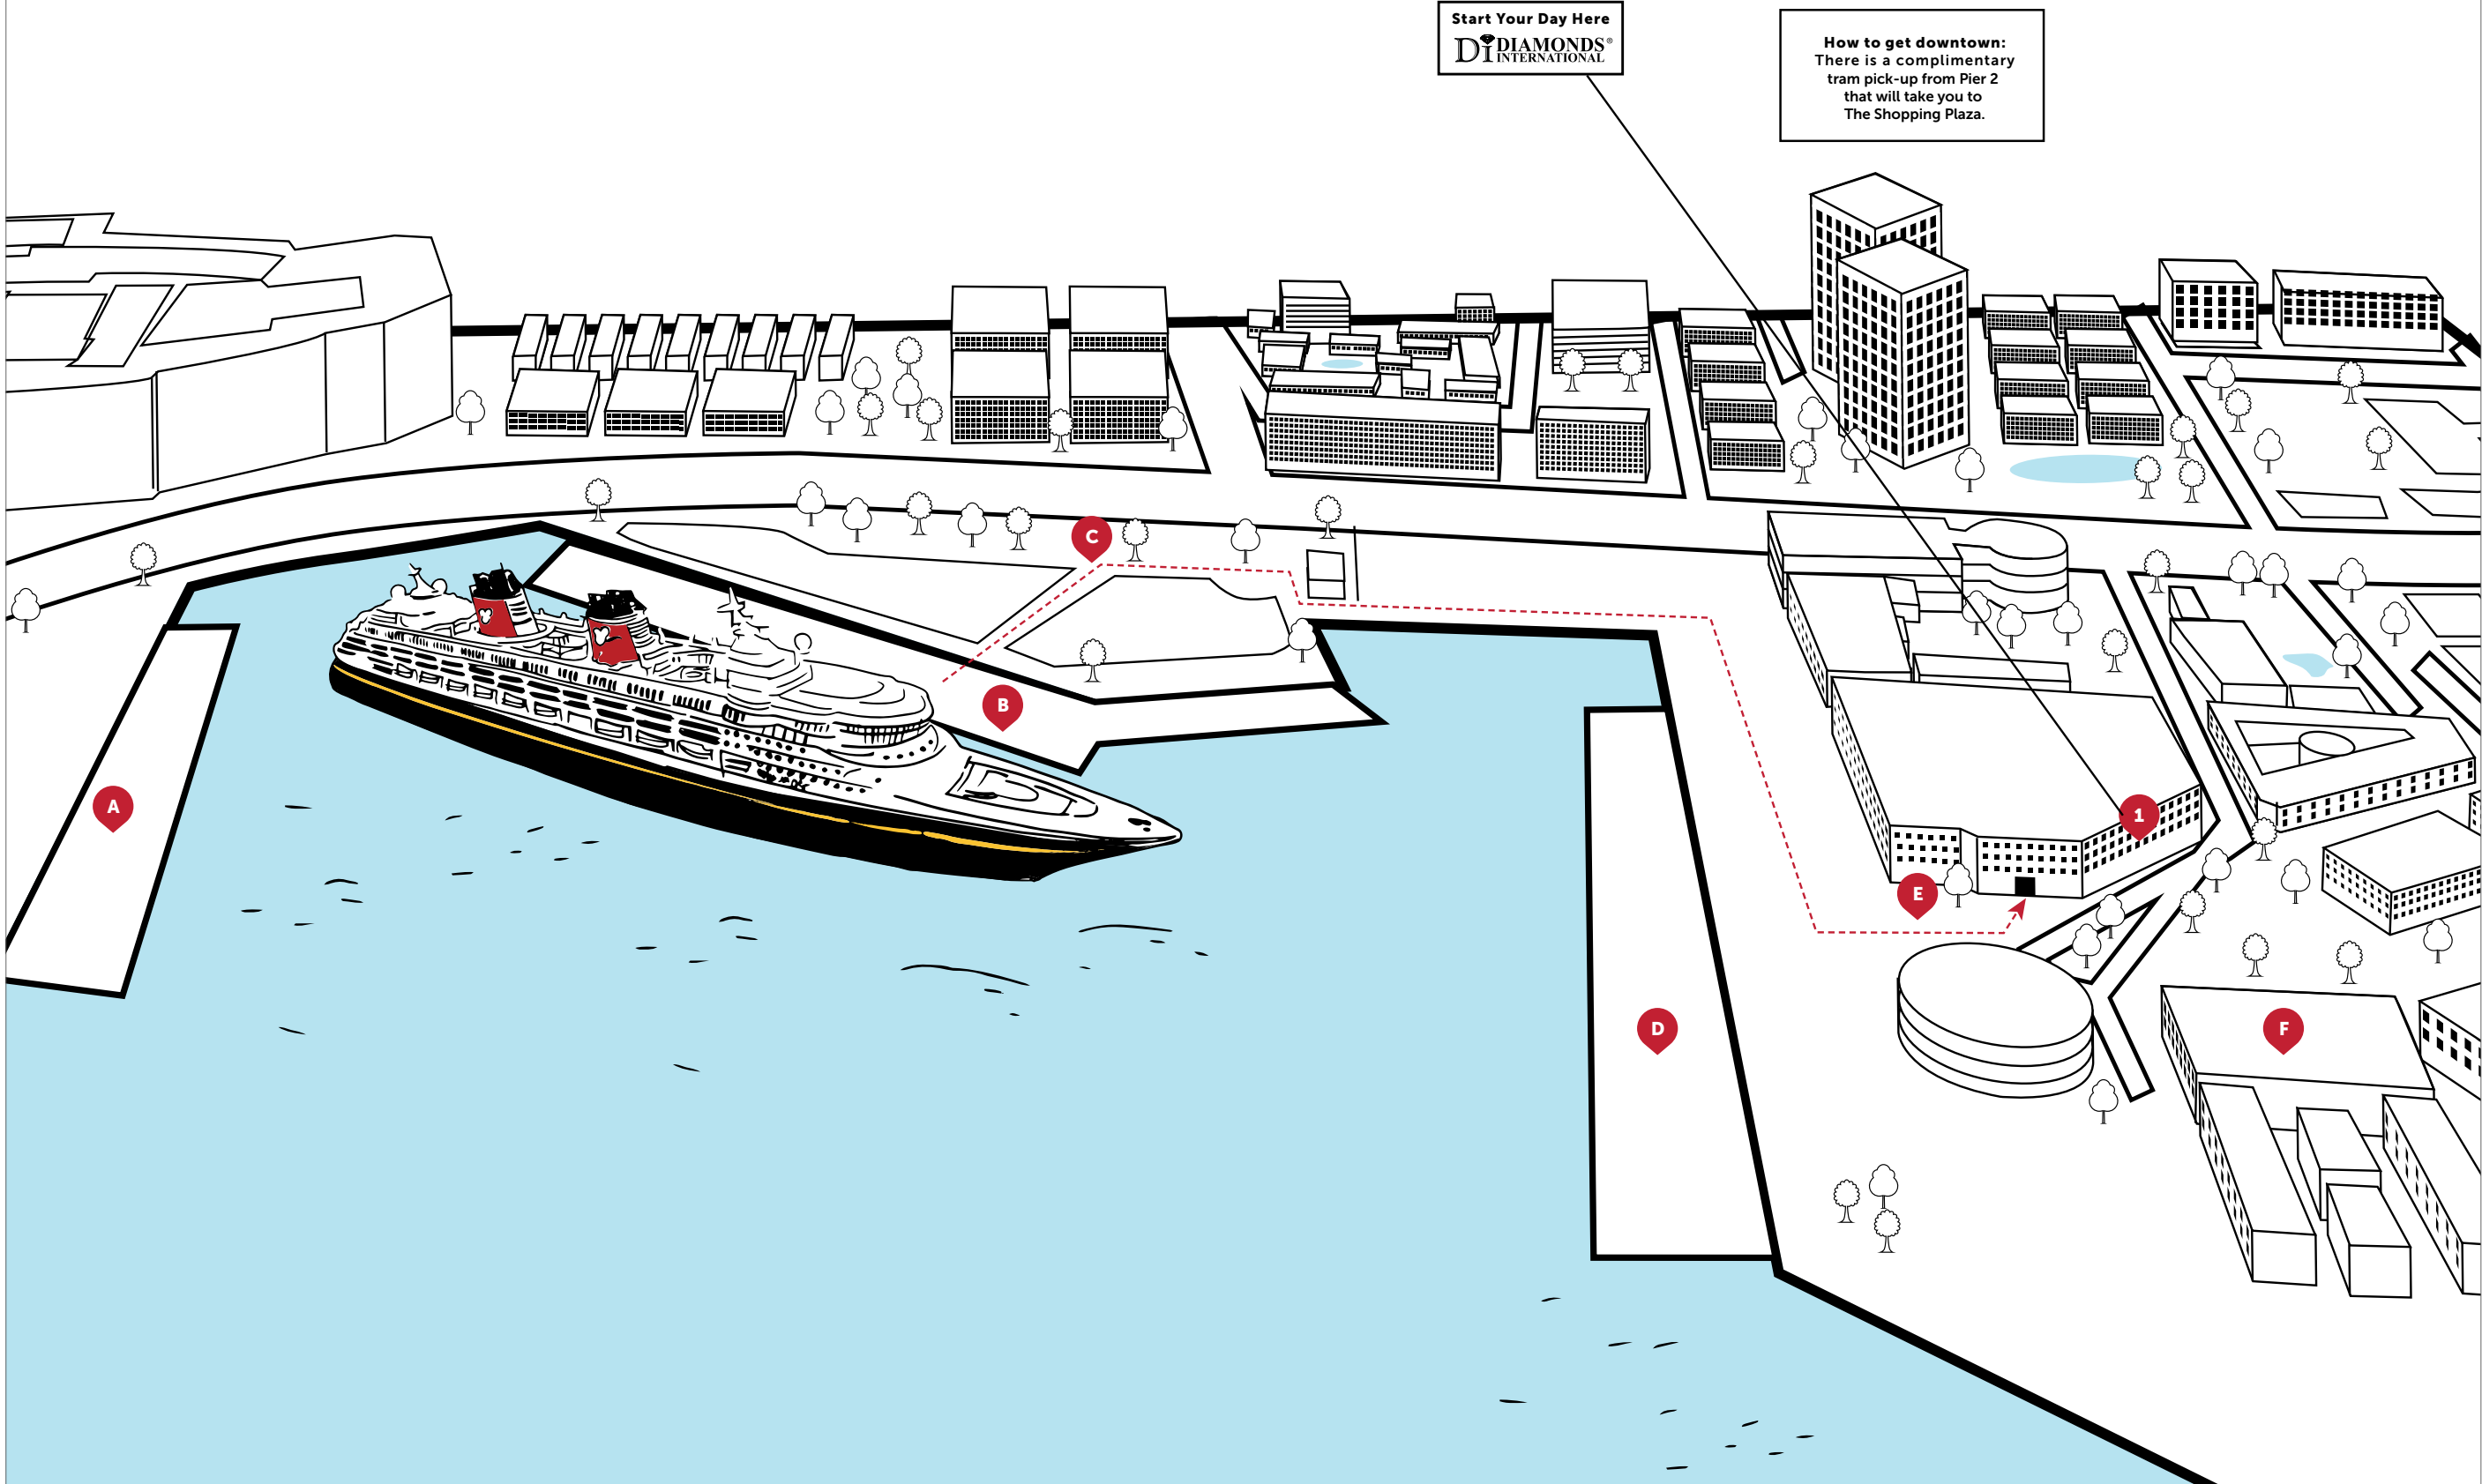 Start Your Day Here
Di DIAMONDS®
INTERNATIONAL
How to get downtown:
There is a complimentary
tram pick-up from Pier 2
that will take you to
The Shopping Plaza.
C
B
A
1
E
D
F